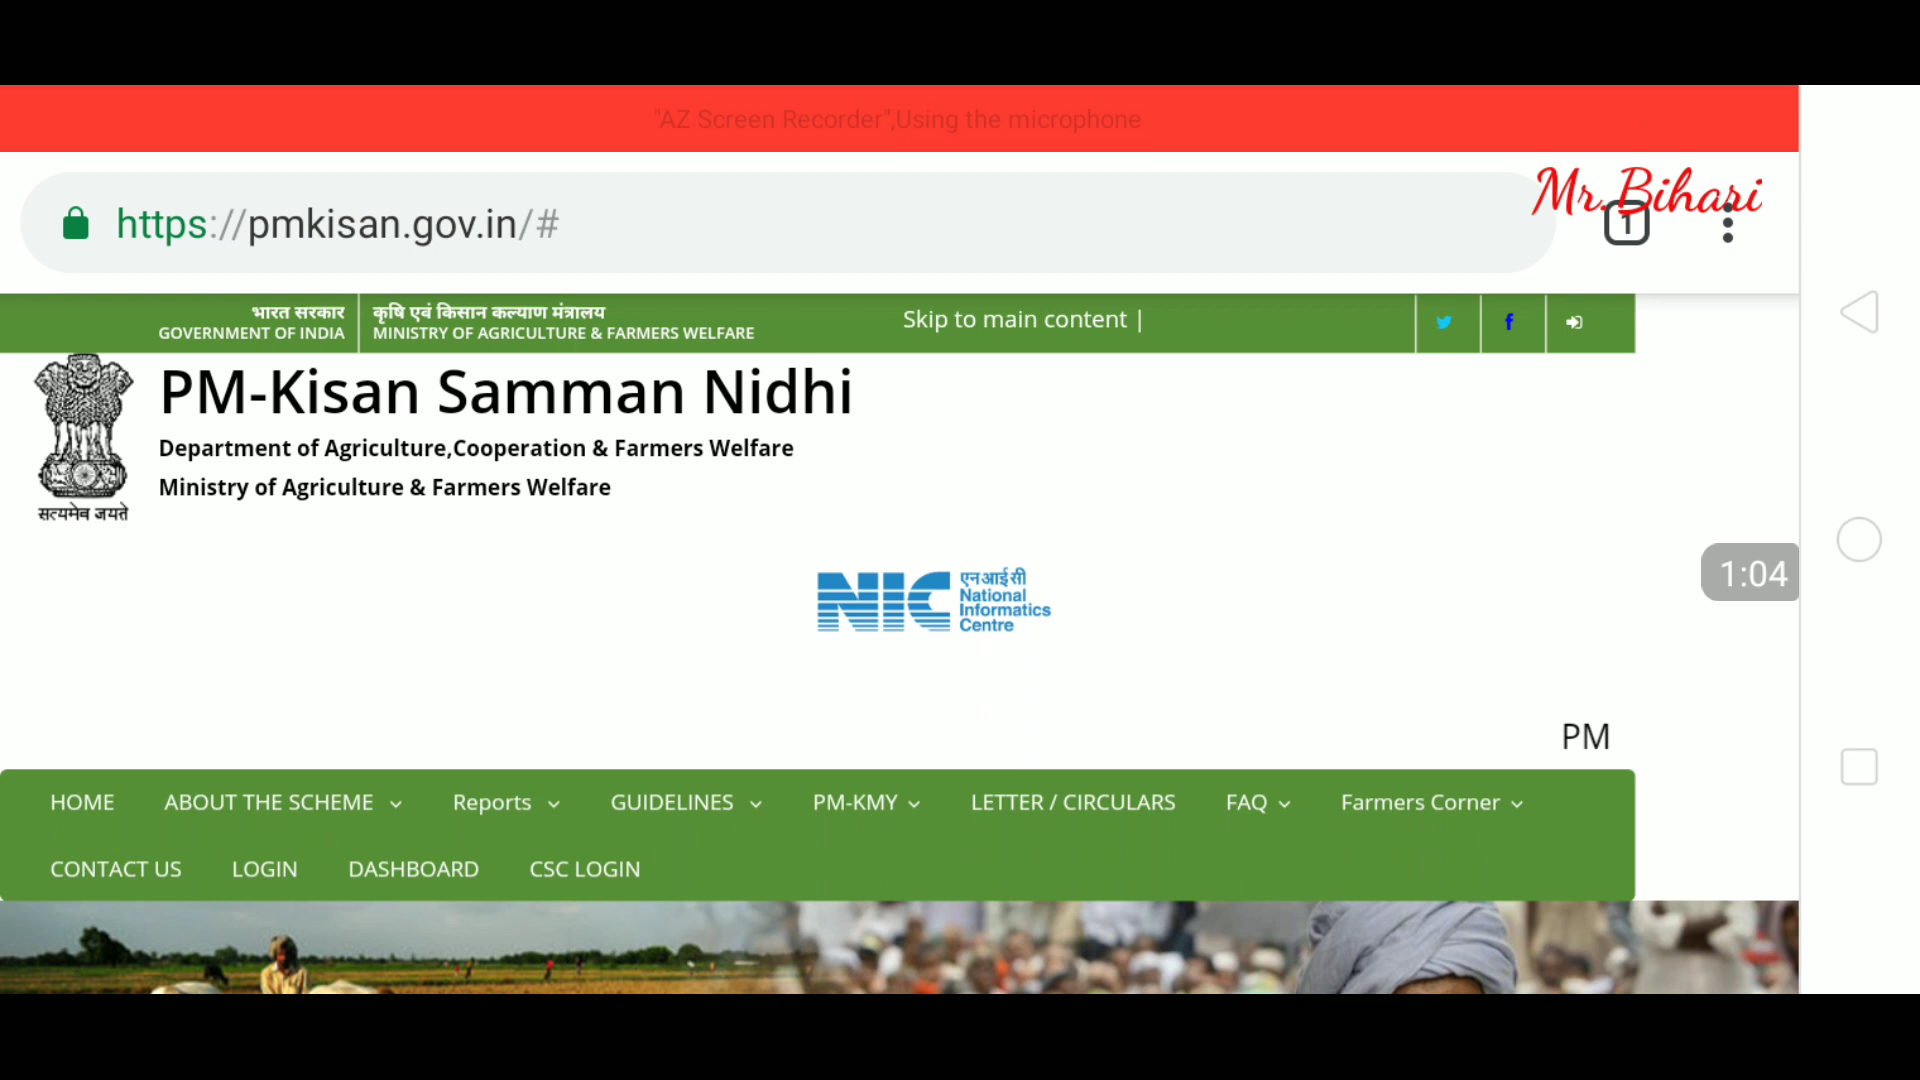 "AZ Screen Recorder",Using the microphone
Mr.Bihari
https://pmkisan.gov.in/#
1
भारत सरकार
GOVERNMENT OF INDIA
कृषि एवं किसान कल्याण मंत्रालय
MINISTRY OF AGRICULTURE & FARMERS WELFARE
Skip to main content |
PM-Kisan Samman Nidhi
Department of Agriculture,Cooperation & Farmers Welfare
Ministry of Agriculture & Farmers Welfare
सत्यमेव जयते
NIC
एनआईसी
National
Informatics
Centre
1:04
PM
HOME ABOUT THE SCHEME Reports GUIDELINES PM-KMY LETTER / CIRCULARS FAQ Farmers Corner
CONTACT US LOGIN DASHBOARD CSC LOGIN